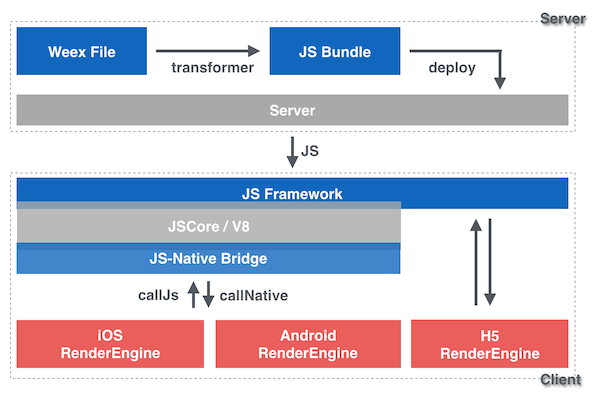 Server
Weex File
transformer
JS Bundle
deploy
Server
JS
JS Framework
JSCore / V8
JS-Native Bridge
callJs
callNative
iOS
RenderEngine
Android
RenderEngine
H5
RenderEngine
Client